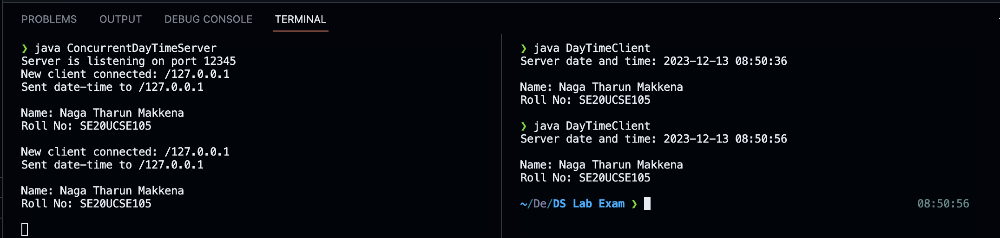 PROBLEMS OUTPUT DEBUG CONSOLE TERMINAL
❯ java ConcurrentDayTimeServer
Server is listening on port 12345
New client connected: /127.0.0.1
Sent date-time to /127.0.0.1
Name: Naga Tharun Makkena
Roll No: SE20UCSE105
New client connected: /127.0.0.1
Sent date-time to /127.0.0.1
Name: Naga Tharun Makkena
Roll No: SE20UCSE105
❯ java DayTimeClient
Server date and time: 2023-12-13 08:50:36
Name: Naga Tharun Makkena
Roll No: SE20UCSE105
❯ java DayTimeClient
Server date and time: 2023-12-13 08:50:56
Name: Naga Tharun Makkena
Roll No: SE20UCSE105
~/De/DS Lab Exam ❯ 08:50:56